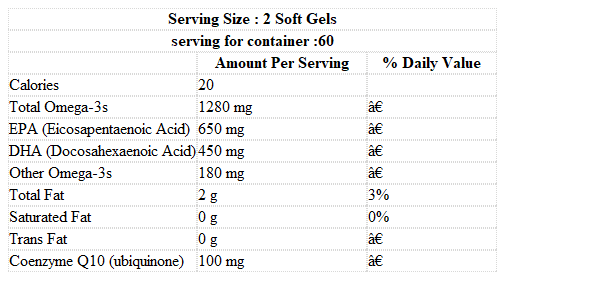 Serving Size : 2 Soft Gels
serving for container :60
Amount Per Serving % Daily Value
Calories 20
Total Omega-3s 1280 mg â€
EPA (Eicosapentaenoic Acid) 650 mg â€
DHA (Docosahexaenoic Acid) 450 mg â€
Other Omega-3s 180 mg â€
Total Fat 2 g 3%
Saturated Fat 0 g 0%
Trans Fat 0 g â€
Coenzyme Q10 (ubiquinone) 100 mg â€